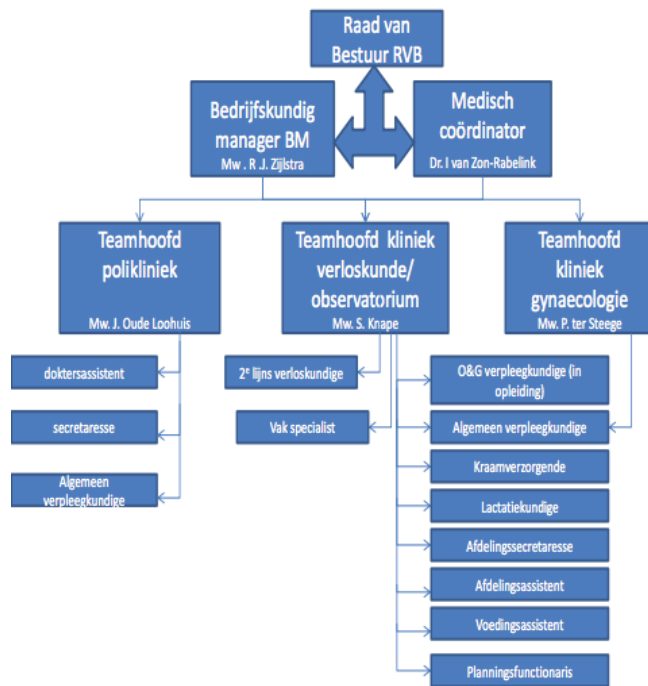 Raad van
Bestuur RVB
Bedrijfskundig
manager BM
Mw . R .J. Zijlstra
Medisch
coördinator
Dr. I van Zon-Rabelink
Teamhoofd
polikliniek
Mw. J. Oude Loohuis
Teamhoofd kliniek
verloskunde/
observatorium
Mw. S. Knape
Teamhoofd
kliniek
gynaecologie
Mw. P. ter Steege
doktersassistent
secretaresse
Algemeen
verpleegkundige
2e lijns verloskundige
Vak specialist
O&G verpleegkundige (in
opleiding)
Algemeen verpleegkundige
Kraamverzorgende
Lactatiekundige
Afdelingssecretaresse
Afdelingsassistent
Voedingsassistent
Planningsfunctionaris